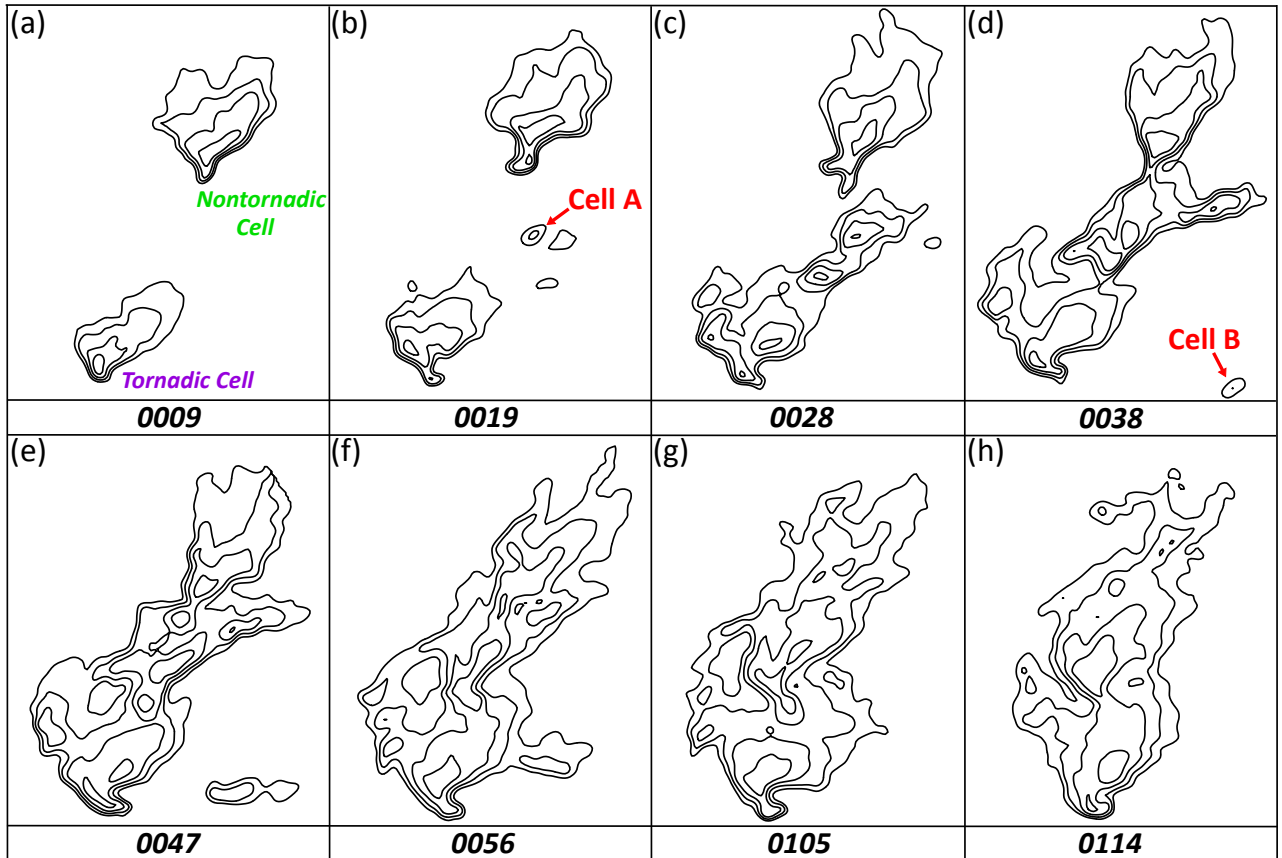 (a)
Nontornadic
Cell
Tornadic Cell
0009
(b)
Cell A
0019
(c)
0028
(d)
Cell B
0038
(e)
0047
(f)
0056
(g)
0105
(h)
0114